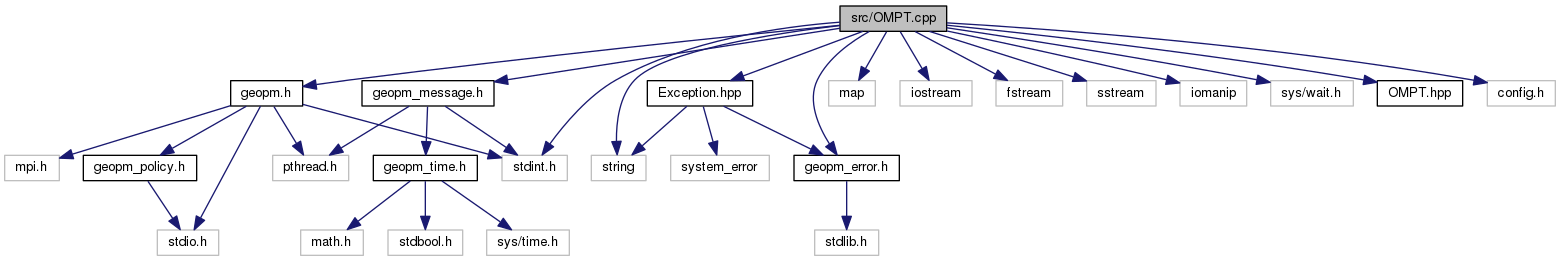 src/OMPT.cpp
geopm.h
geopm_message.h
Exception.hpp
map
iostream
fstream
sstream
iomanip
sys/wait.h
OMPT.hpp
config.h
mpi.h
geopm_policy.h
pthread.h
geopm_time.h
stdint.h
string
system_error
geopm_error.h
stdio.h
math.h
stdbool.h
sys/time.h
stdlib.h